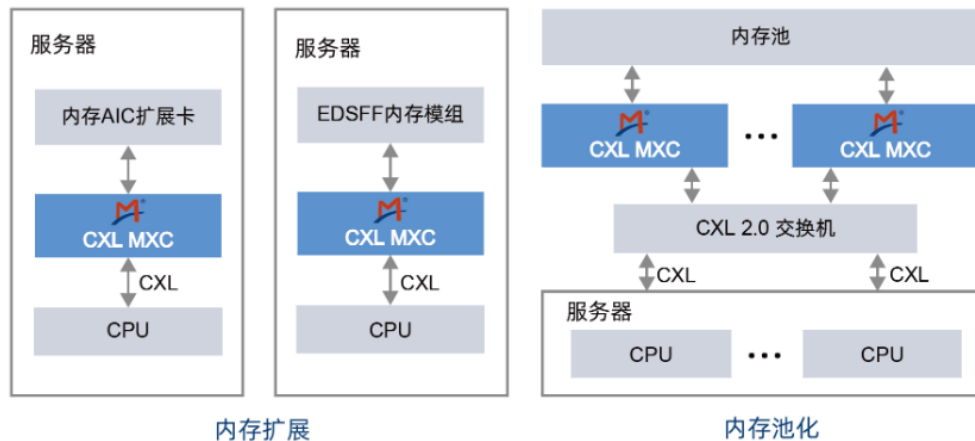 服务器
内存AIC扩展卡
CXL MXC
CXL
CPU
服务器
EDSFF内存模组
CXL MXC
CXL
CPU
内存扩展
内存池
CXL MXC
CXL MXC
CXL 2.0 交换机
CXL
CXL
服务器
CPU
CPU
内存池化